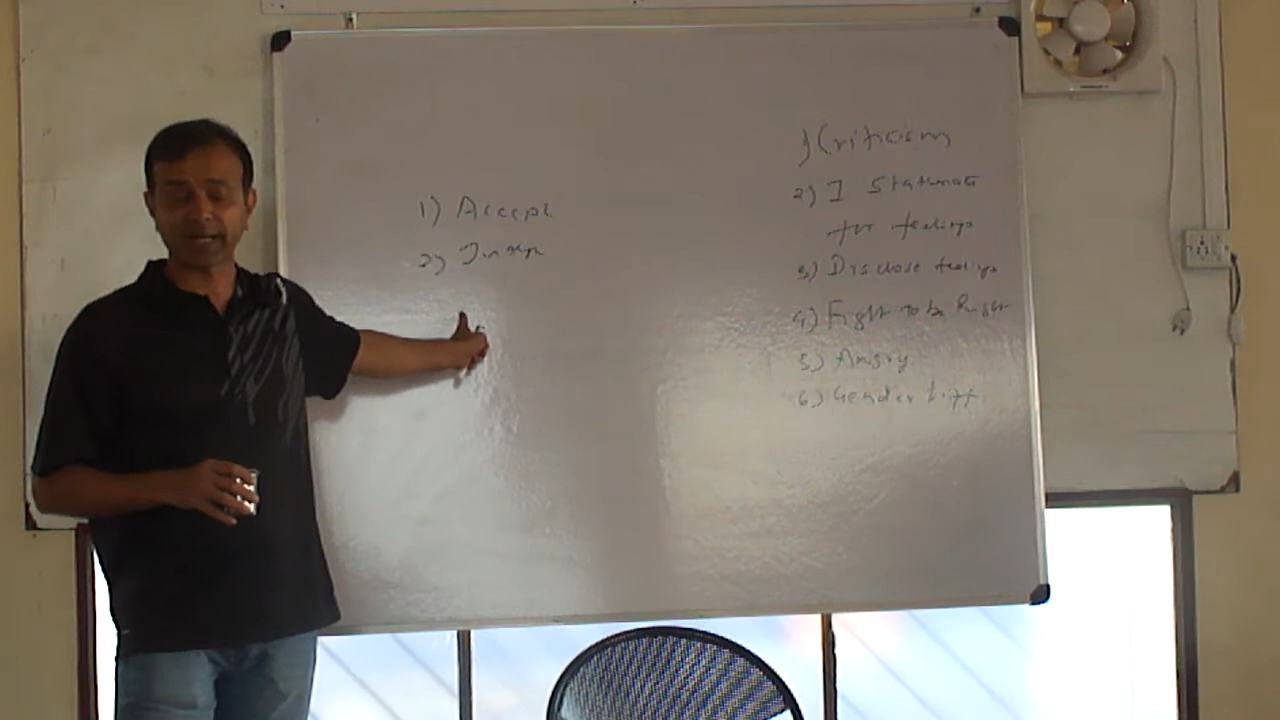 1) Accept
2)
1) Criticism
2) I Statements
for feelings
3) Disclose feelings
4) Fight to be Right
5) Angry
6) Gender Diff